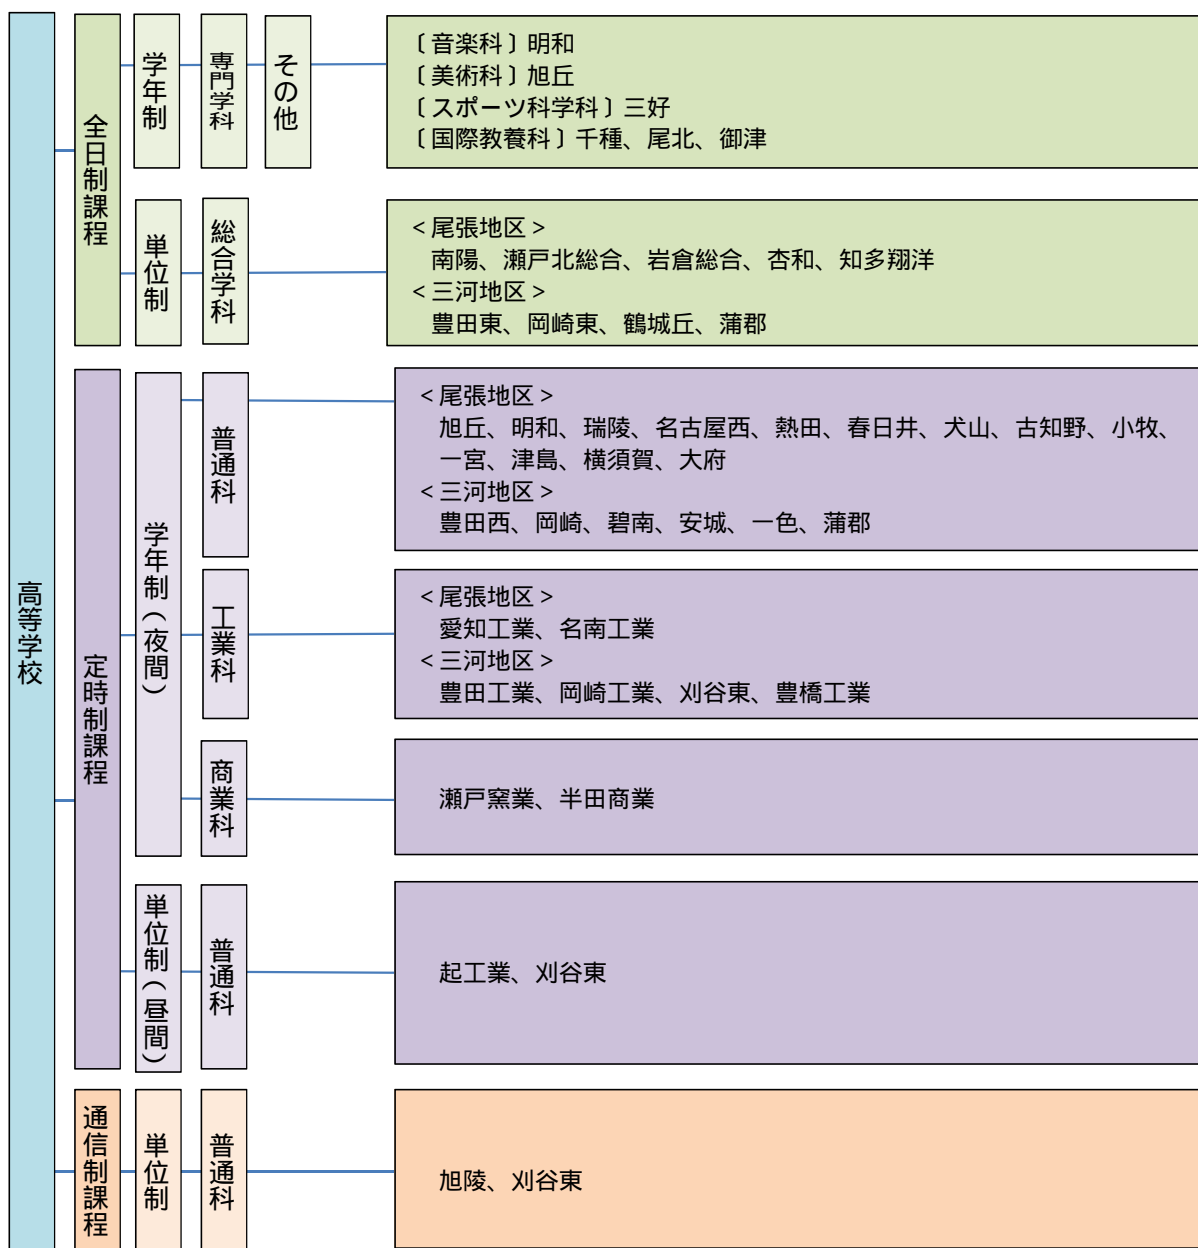 高等学校
全日制課程
学年制
専門学科
その他
〔音楽科〕明和
〔美術科〕旭丘
〔スポーツ科学科〕三好
〔国際教養科〕千種、尾北、御津
単位制
総合学科
＜尾張地区＞
南陽、瀬戸北総合、岩倉総合、杏和、知多翔洋
＜三河地区＞
豊田東、岡崎東、鶴城丘、蒲郡
定時制課程
学年制（夜間）
普通科
＜尾張地区＞
旭丘、明和、瑞陵、名古屋西、熱田、春日井、犬山、古知野、小牧、
一宮、津島、横須賀、大府
＜三河地区＞
豊田西、岡崎、碧南、安城、一色、蒲郡
工業科
＜尾張地区＞
愛知工業、名南工業
＜三河地区＞
豊田工業、岡崎工業、刈谷東、豊橋工業
商業科
瀬戸窯業、半田商業
単位制（昼間）
普通科
起工業、刈谷東
通信制課程
単位制
普通科
旭陵、刈谷東